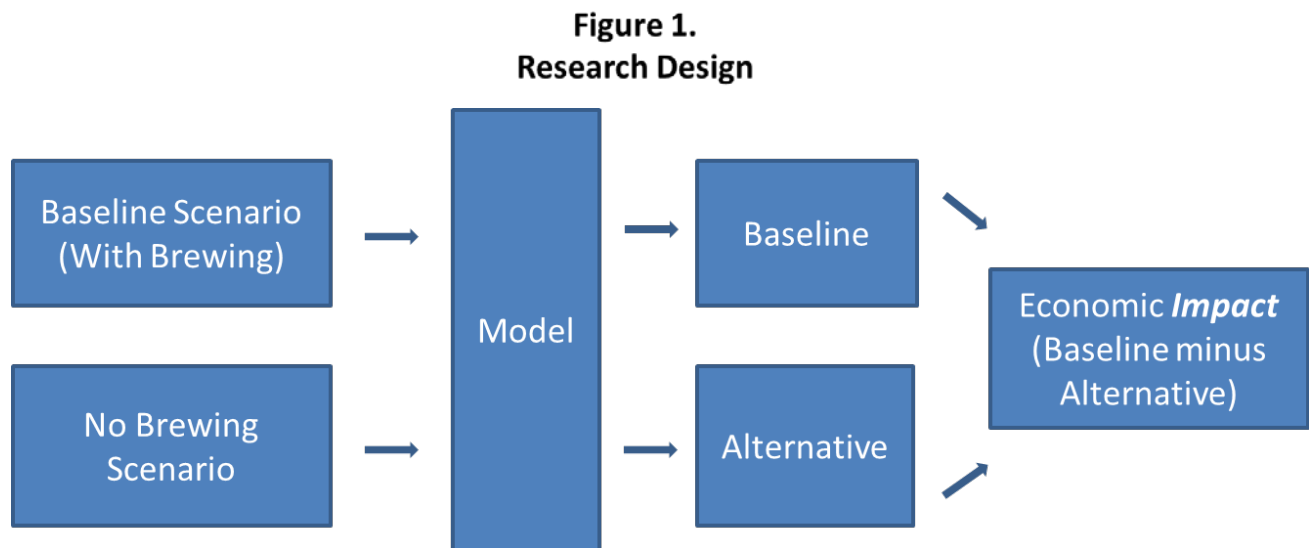 Figure 1.
Research Design
Baseline Scenario
(With Brewing)
No Brewing
Scenario
Model
Baseline
Alternative
Economic Impact
(Baseline minus
Alternative)